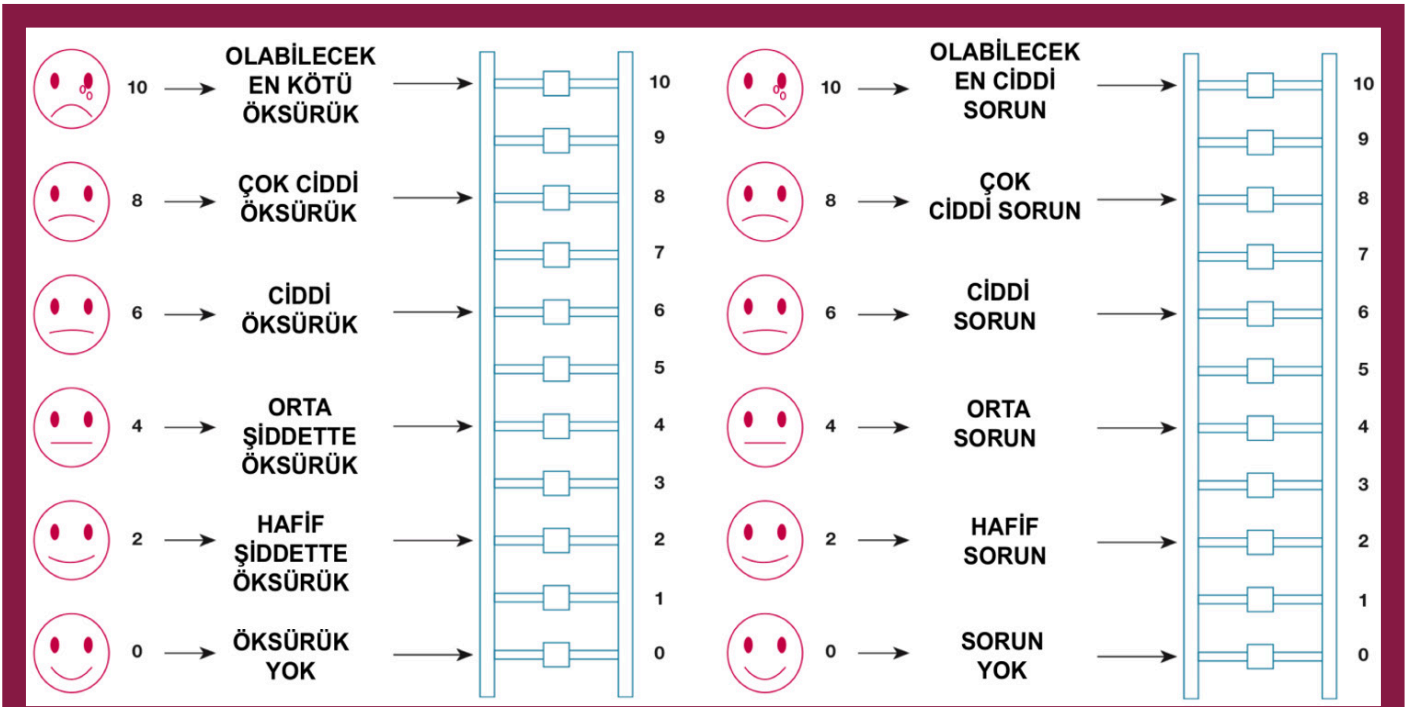 10
OLABİLECEK
EN KÖTÜ
ÖKSÜRÜK
10
9
8
ÇOK CİDDİ
ÖKSÜRÜK
8
7
6
CİDDİ
ÖKSÜRÜK
6
5
4
ORTA
ŞİDDETTE
ÖKSÜRÜK
4
3
2
HAFİF
ŞİDDETTE
ÖKSÜRÜK
2
1
0
ÖKSÜRÜK
YOK
0
10
OLABİLECEK
EN CİDDİ
SORUN
10
9
8
ÇOK
CİDDİ SORUN
8
7
6
CİDDİ
SORUN
6
5
4
ORTA
SORUN
4
3
2
HAFİF
SORUN
2
1
0
SORUN
YOK
0